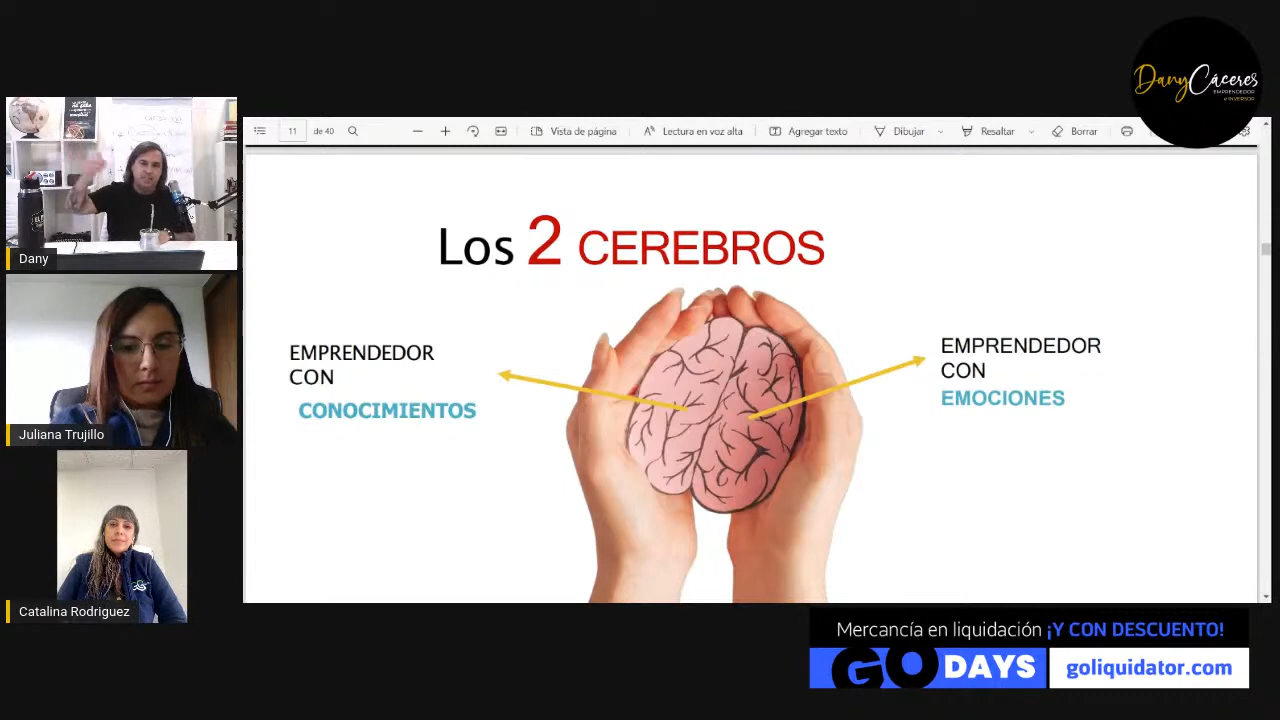 Dany Cáceres
EMPRENDEDOR
e INVERSOR
11 de 40
Vista de página
Lectura en voz alta
Agregar texto
Dibujar
Resaltar
Borrar
Los 2 CEREBROS
EMPRENDEDOR
CON
CONOCIMIENTOS
EMPRENDEDOR
CON
EMOCIONES
Dany
Juliana Trujillo
Catalina Rodriguez
Mercancía en liquidación ¡Y CON DESCUENTO!
GO DAYS
goliquidator.com